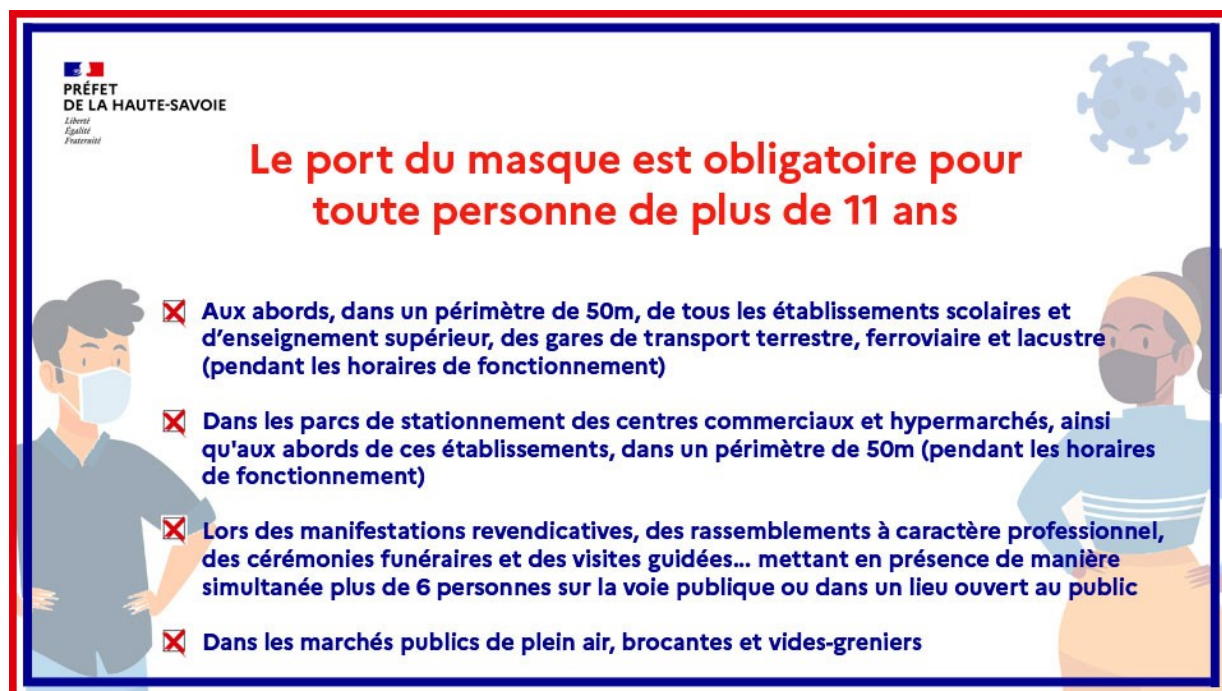 PRÉFET
DE LA HAUTE-SAVOIE
Liberté
Égalité
Fraternité
Le port du masque est obligatoire pour
toute personne de plus de 11 ans
Aux abords, dans un périmètre de 50m, de tous les établissements scolaires et
d'enseignement supérieur, des gares de transport terrestre, ferroviaire et lacustre
(pendant les horaires de fonctionnement)
Dans les parcs de stationnement des centres commerciaux et hypermarchés, ainsi
qu'aux abords de ces établissements, dans un périmètre de 50m (pendant les horaires
de fonctionnement)
Lors des manifestations revendicatives, des rassemblements à caractère professionnel,
des cérémonies funéraires et des visites guidées... mettant en présence de manière
simultanée plus de 6 personnes sur la voie publique ou dans un lieu ouvert au public
Dans les marchés publics de plein air, brocantes et vides-greniers